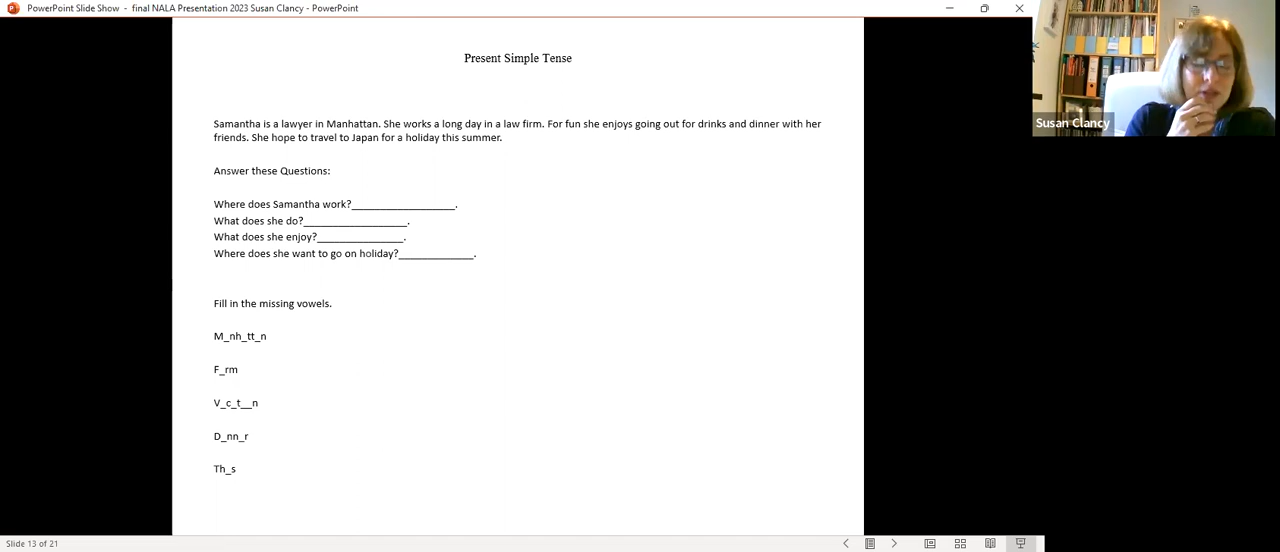 PowerPoint Slide Show - final NALA Presentation 2023 Susan Clancy - PowerPoint
Present Simple Tense
Samantha is a lawyer in Manhattan. She works a long day in a law firm. For fun she enjoys going out for drinks and dinner with her
friends. She hope to travel to Japan for a holiday this summer.
Answer these Questions:
Where does Samantha work?___________________.
What does she do?___________________.
What does she enjoy?________________.
Where does she want to go on holiday?______________.
Fill in the missing vowels.
M_nh_tt_n
F_rm
V_c_t__n
D_nn_r
Th_s
Susan Clancy
Slide 13 of 21